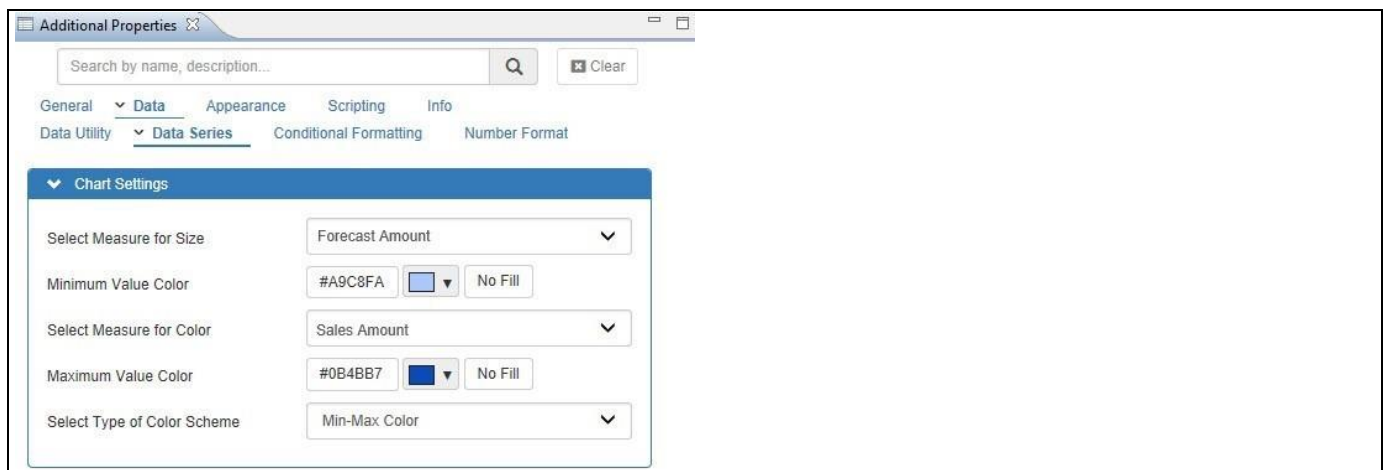 Additional Properties
Search by name, description... Clear
General Data Appearance Scripting Info
Data Utility Data Series Conditional Formatting Number Format
Chart Settings
Select Measure for Size Forecast Amount
Minimum Value Color #A9C8FA No Fill
Select Measure for Color Sales Amount
Maximum Value Color #0B4BB7 No Fill
Select Type of Color Scheme Min-Max Color